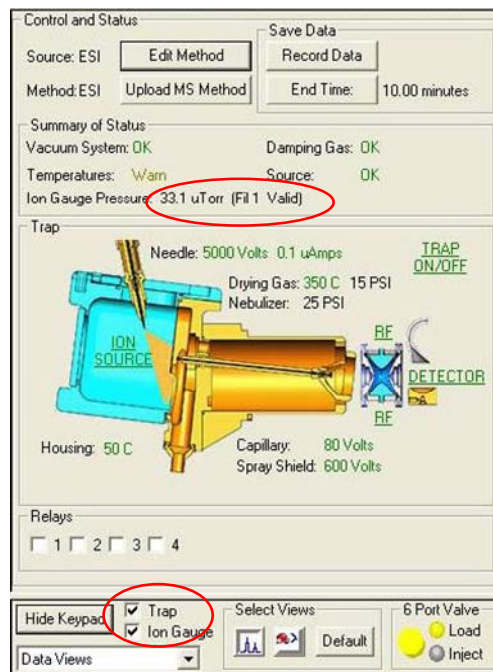 Control and Status
Save Data
Source: ESI Edit Method Record Data
Method:ESI Upload MS Method End Time: 10.00 minutes
Summary of Status
Vacuum System: OK Damping Gas: OK
Temperatures: Warn Source: OK
Ion Gauge Pressure: 33.1 uTorr (Fil 1 Valid)
Trap
Needle: 5000 Volts 0.1 uAmps
TRAP
ON/OFF
Drying Gas: 350 C 15 PSI
Nebulizer: 25 PSI
ION
SOURCE
RF
DETECTOR
RF
Housing: 50 C
Capillary: 80 Volts
Spray Shield: 600 Volts
Relays
1 2 3 4
Hide Keypad Trap Select Views 6 Port Valve
Ion Gauge Default Load
Inject
Data Views